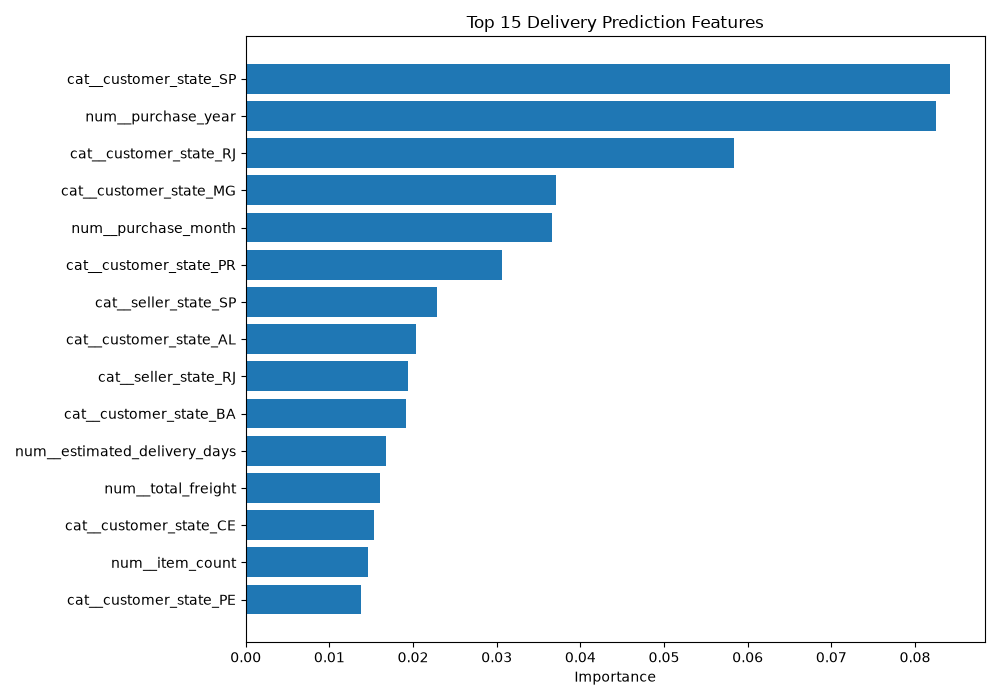 Top 15 Delivery Prediction Features
cat__customer_state_SP
num__purchase_year
cat__customer_state_RJ
cat__customer_state_MG
num__purchase_month
cat__customer_state_PR
cat__seller_state_SP
cat__customer_state_AL
cat__seller_state_RJ
cat__customer_state_BA
num__estimated_delivery_days
num__total_freight
cat__customer_state_CE
num__item_count
cat__customer_state_PE
0.00 0.01 0.02 0.03 0.04 0.05 0.06 0.07 0.08
Importance